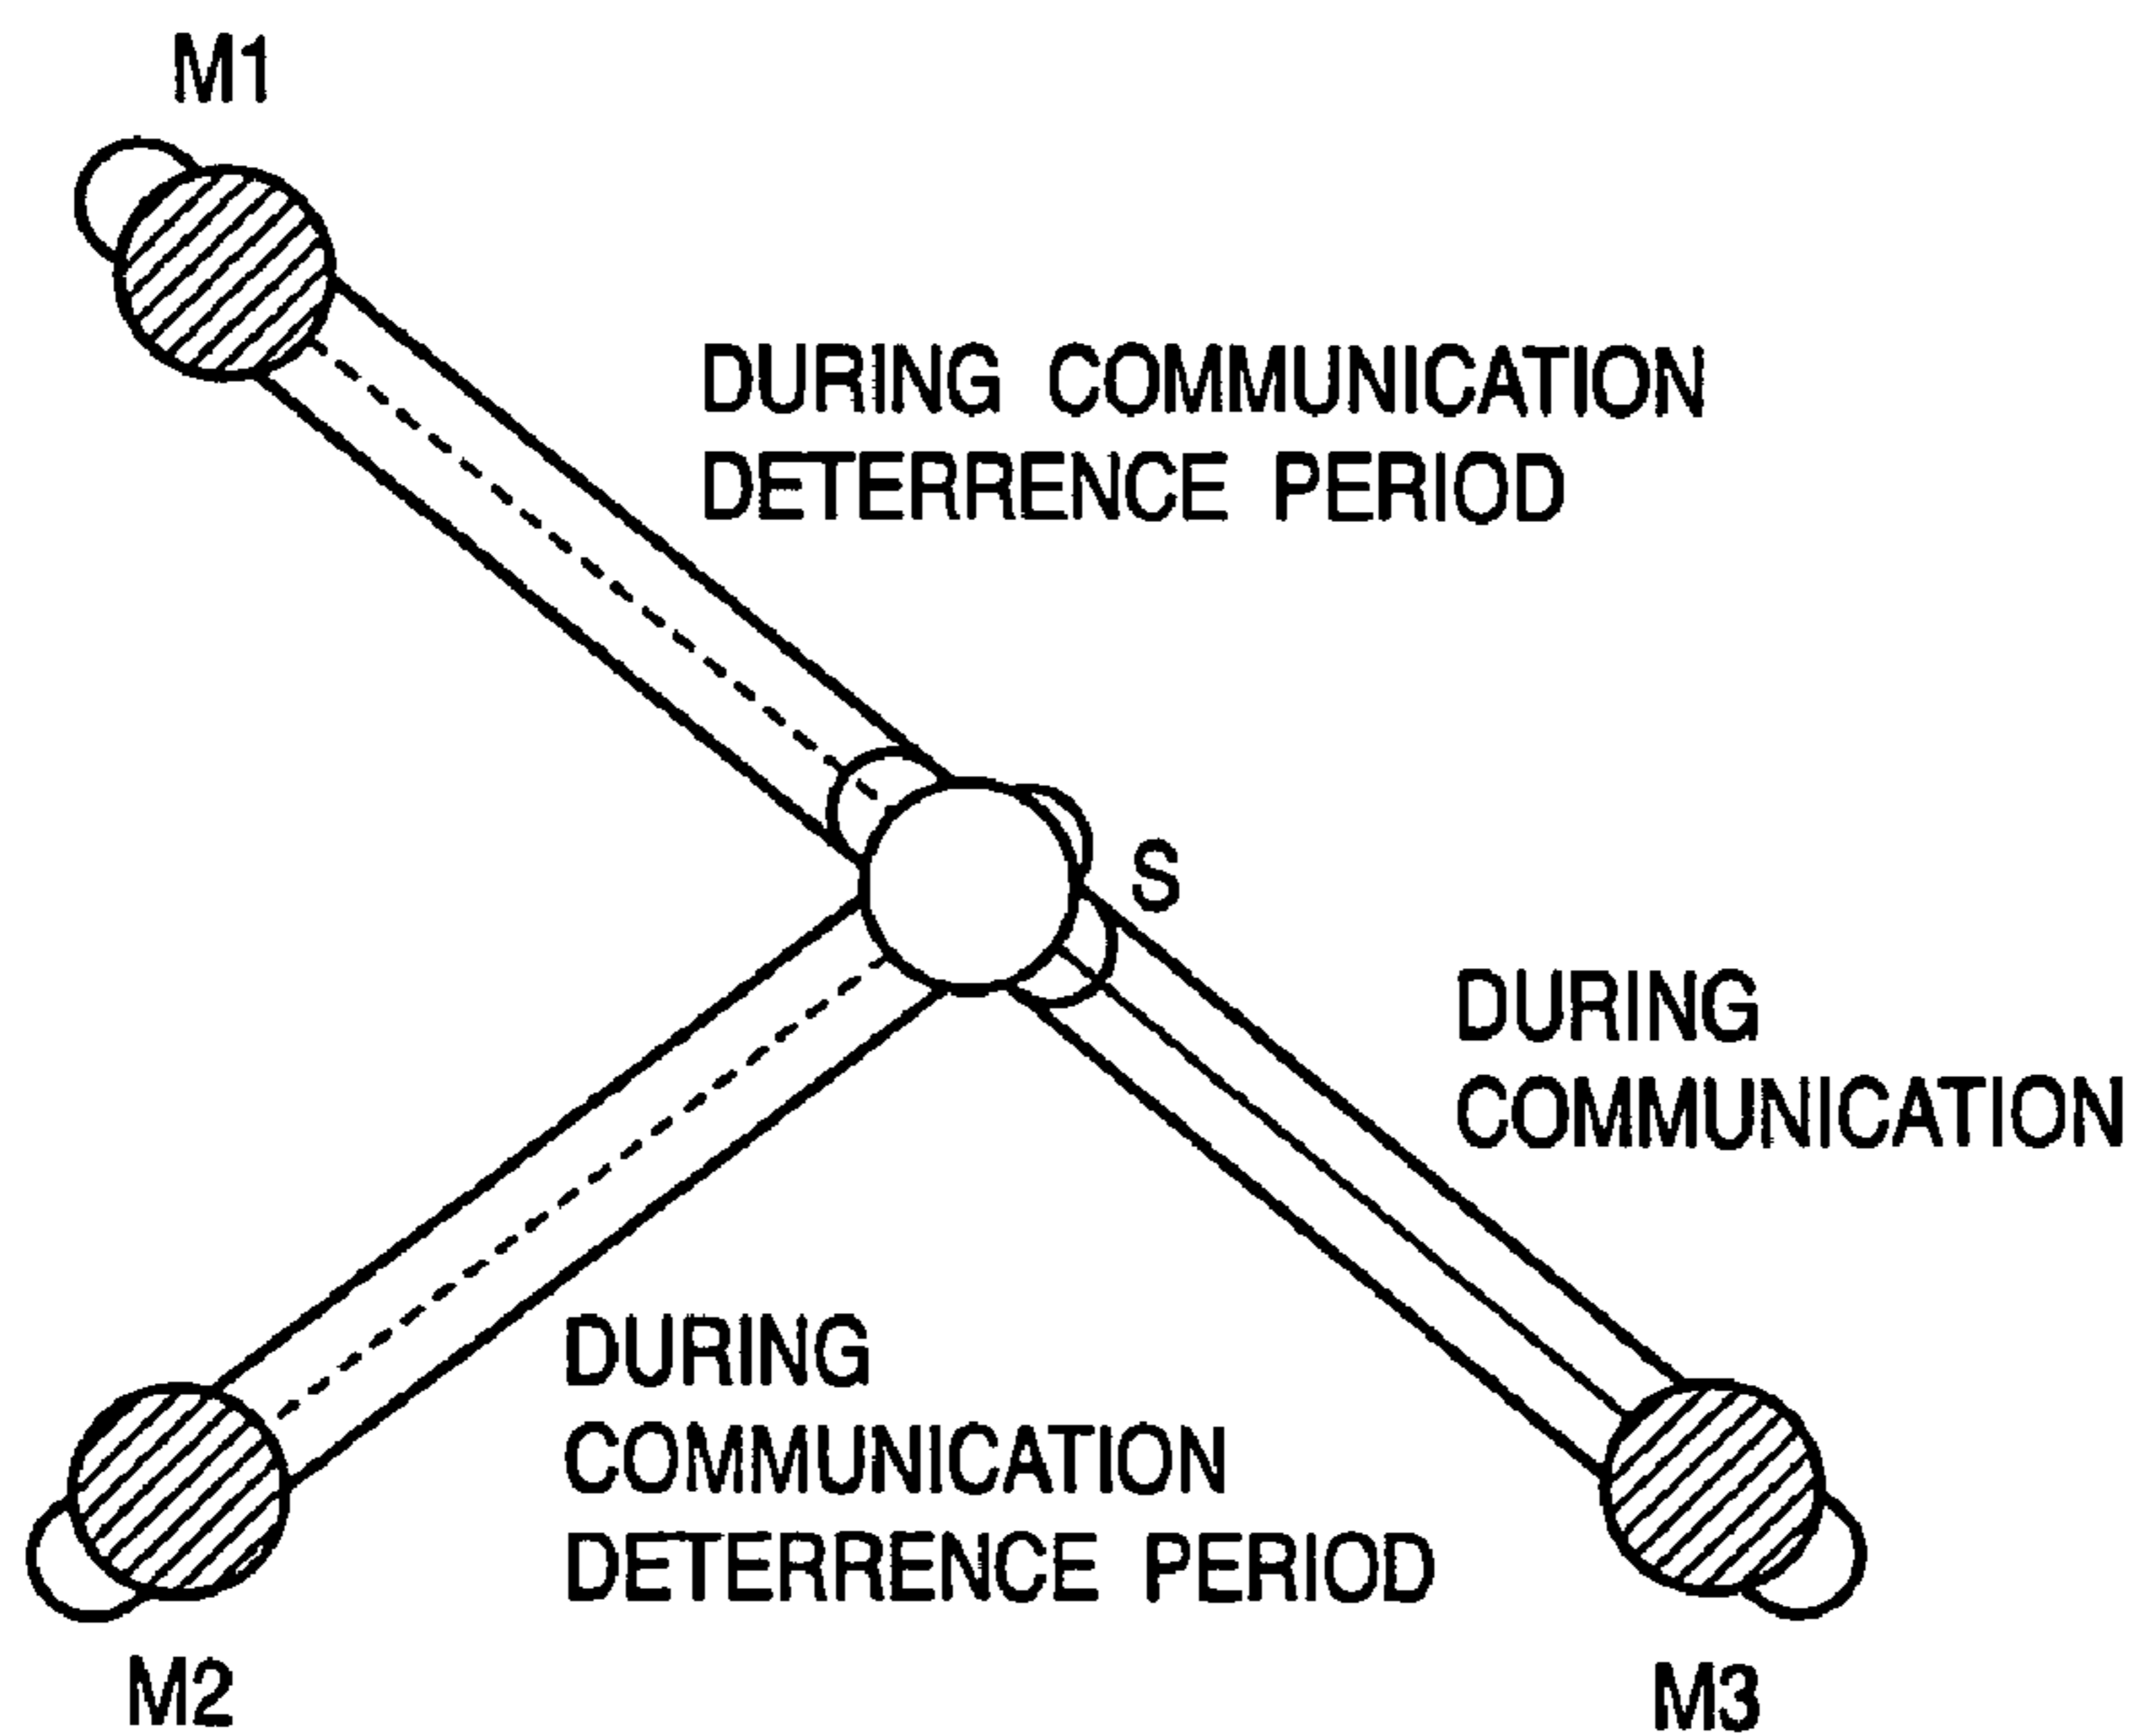 M1
DURING COMMUNICATION
DETERRENCE PERIOD
S
DURING
COMMUNICATION
DURING
COMMUNICATION
DETERRENCE PERIOD
M2
M3